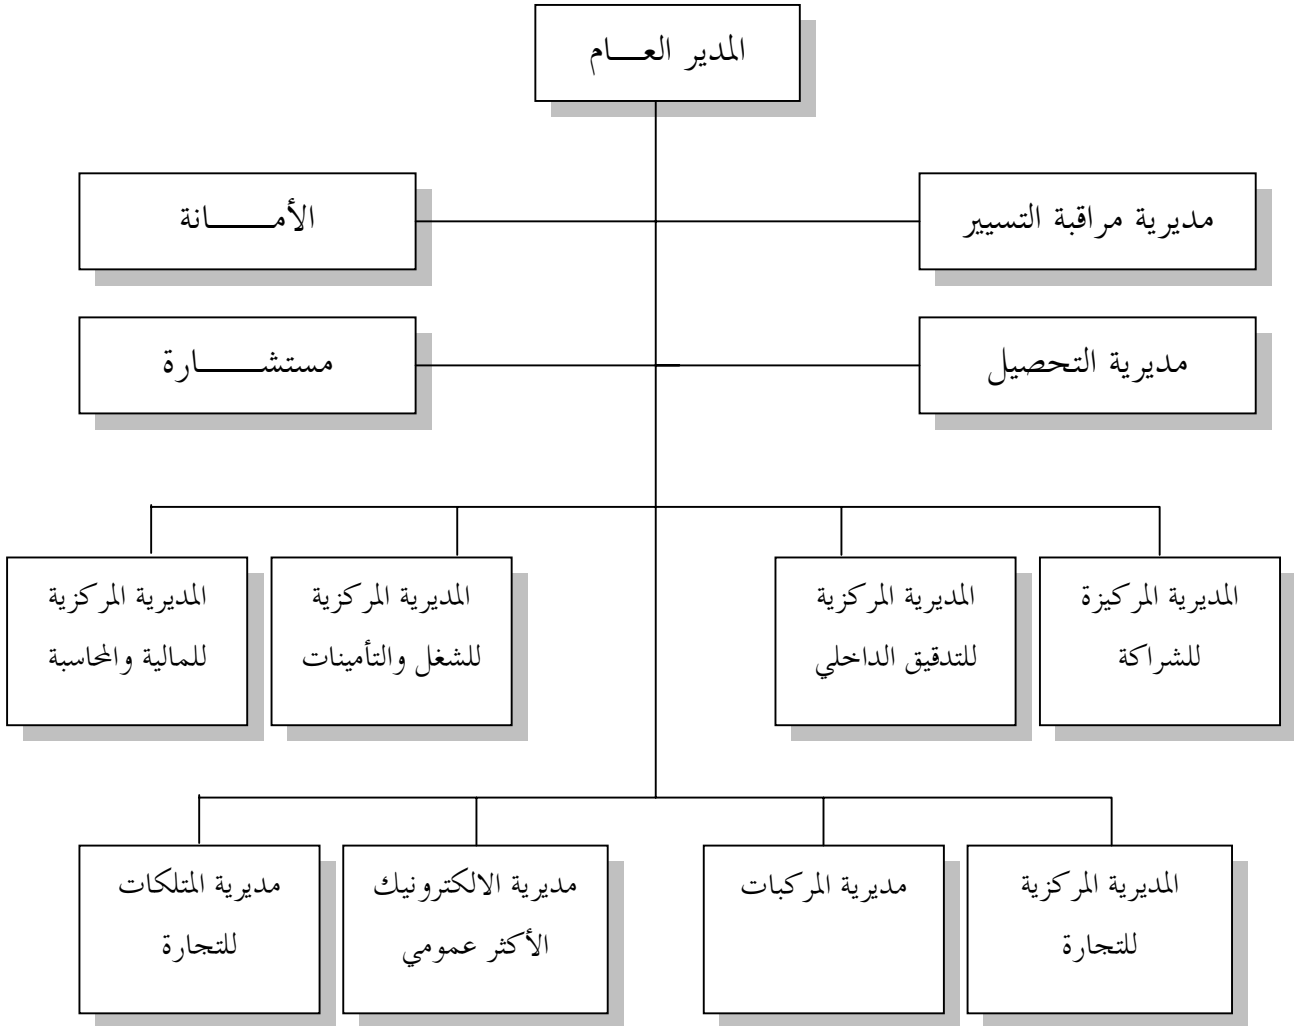 المدير العـــام
مديرية مراقبة التسيير
الأمـــــانة
مديرية التحصيل
مستشـــــارة
المديرية المركيزة
للشراكة
المديرية المركزية
للتدقيق الداخلي
المديرية المركزية
للشغل والتأمينات
المديرية المركزية
للمالية والمحاسبة
المديرية المركزية
للتجارة
مديرية المركبات
مديرية الالكترونيك
الأكثر عمومي
مديرية المتلكات
للتجارة